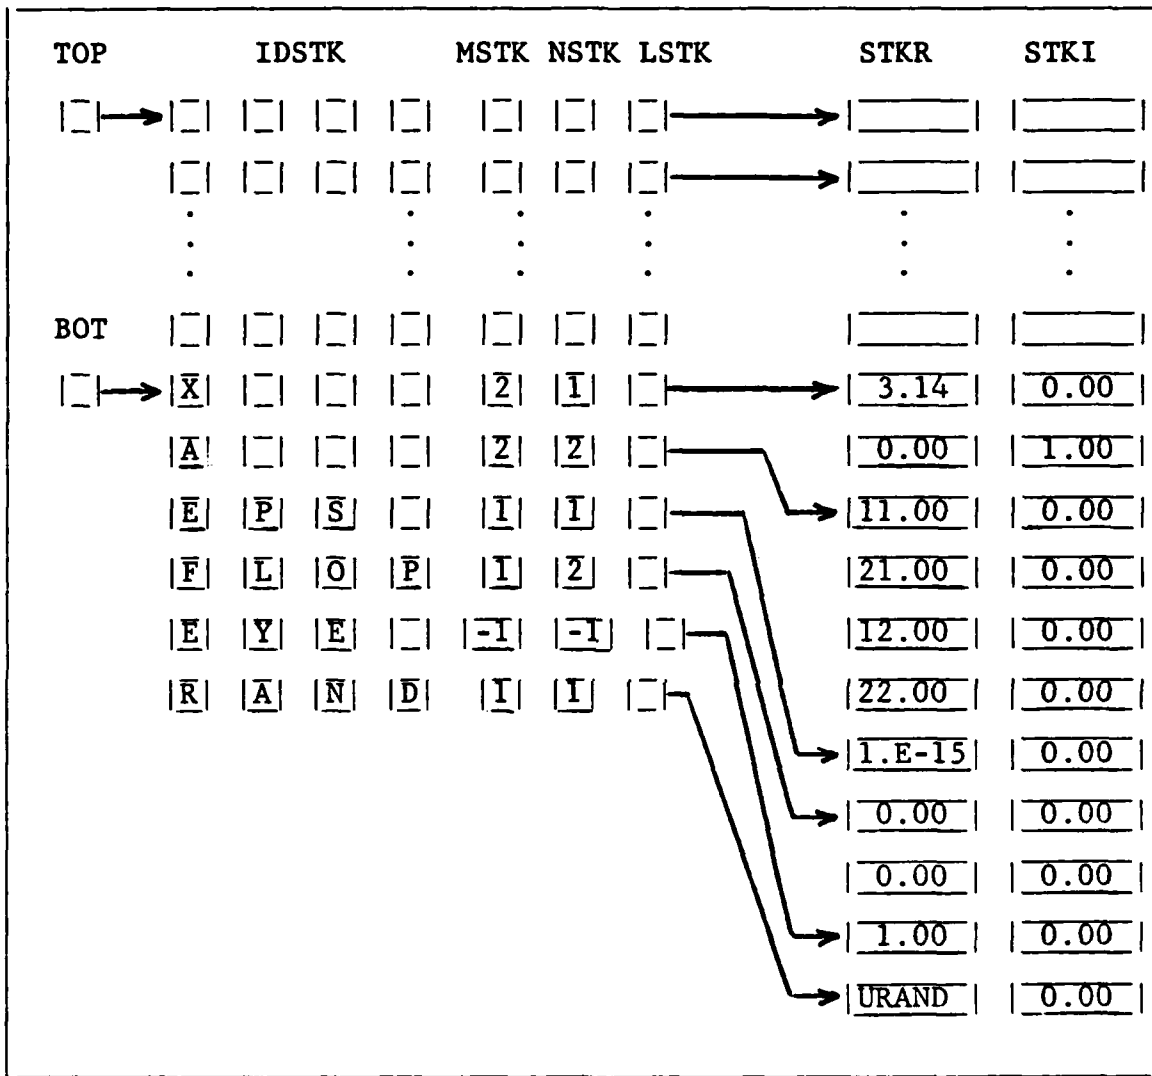 TOP IDSTK MSTK NSTK LSTK STKR STKI
BOT
X 2 1 3.14 0.00
A 2 2 0.00 1.00
E P S 1 1 11.00 0.00
F L O P 1 2 21.00 0.00
E Y E -1 -1 12.00 0.00
R A N D 1 1 22.00 0.00
1.E-15 0.00
0.00 0.00
0.00 0.00
1.00 0.00
URAND 0.00